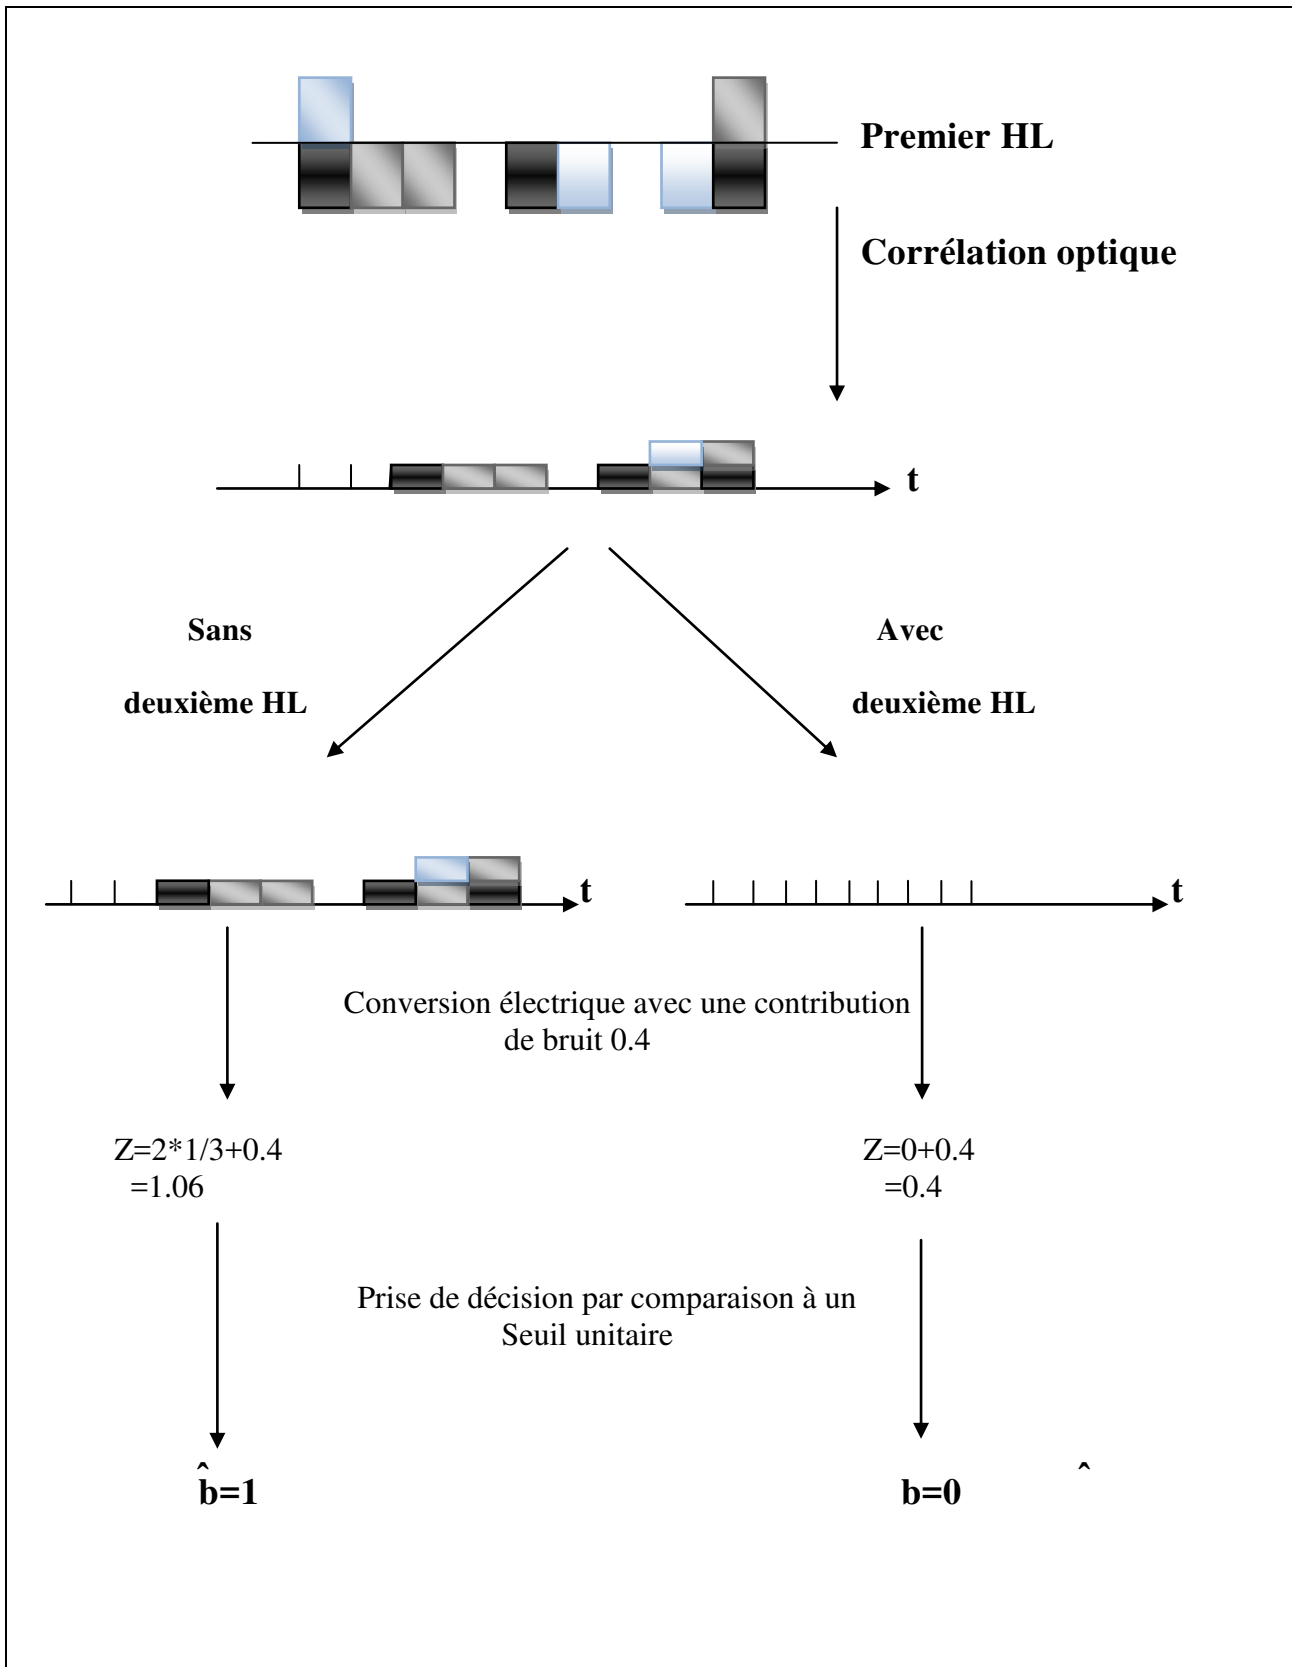 Premier HL
Corrélation optique
t
Sans
deuxième HL
Avec
deuxième HL
t
t
Conversion électrique avec une contribution
de bruit 0.4
Z=2*1/3+0.4
=1.06
Z=0+0.4
=0.4
Prise de décision par comparaison à un
Seuil unitaire
b̂=1
b=0 ˆ